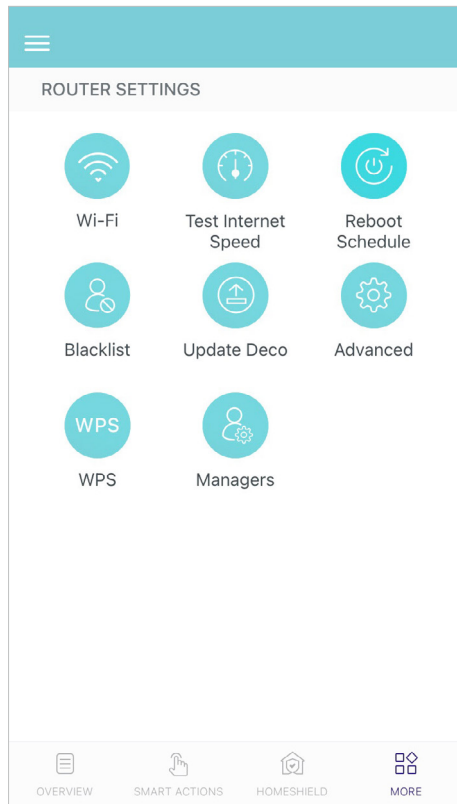 ROUTER SETTINGS
Wi-Fi
Test Internet
Speed
Reboot
Schedule
Blacklist
Update Deco
Advanced
WPS
WPS
Managers
OVERVIEW
SMART ACTIONS
HOMESHIELD
MORE